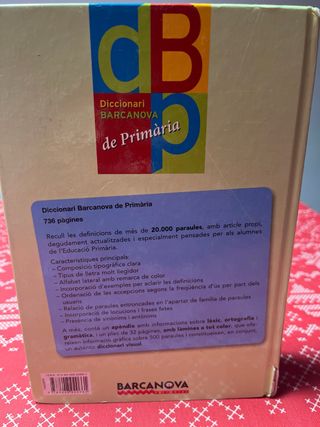 dB
Diccionari
BARCANOVA
de Primària
p
Diccionari Barcanova de Primària
736 pàgines
Recull les definicions de més de 20.000 paraules, amb article propi,
degudament actualitzades i especialment pensades per als alumnes
de l'Educació Primària.
Característiques principals:
– Composició tipogràfica clara
– Tipus de lletra molt llegidor
– Alfabet lateral amb remarca de color
– Incorporació d'exemples per aclarir les definicions
– Ordenació de les accepcions segons la freqüència d'ús per part dels
usuaris
– Relació de paraules entroncades en l'apartat de família de paraules
– Incorporació de locucions i frases fetes
– Presència de sinònims i antònims
A més, conté un apèndix amb informacions sobre lèxic, ortografia i
gramàtica, i un plec de 32 pàgines, amb làmines a tot color, que ofe-
reixen informació gràfica sobre 500 paraules i constitueixen, en conjunt,
un autèntic diccionari visual.
BARCANOVA